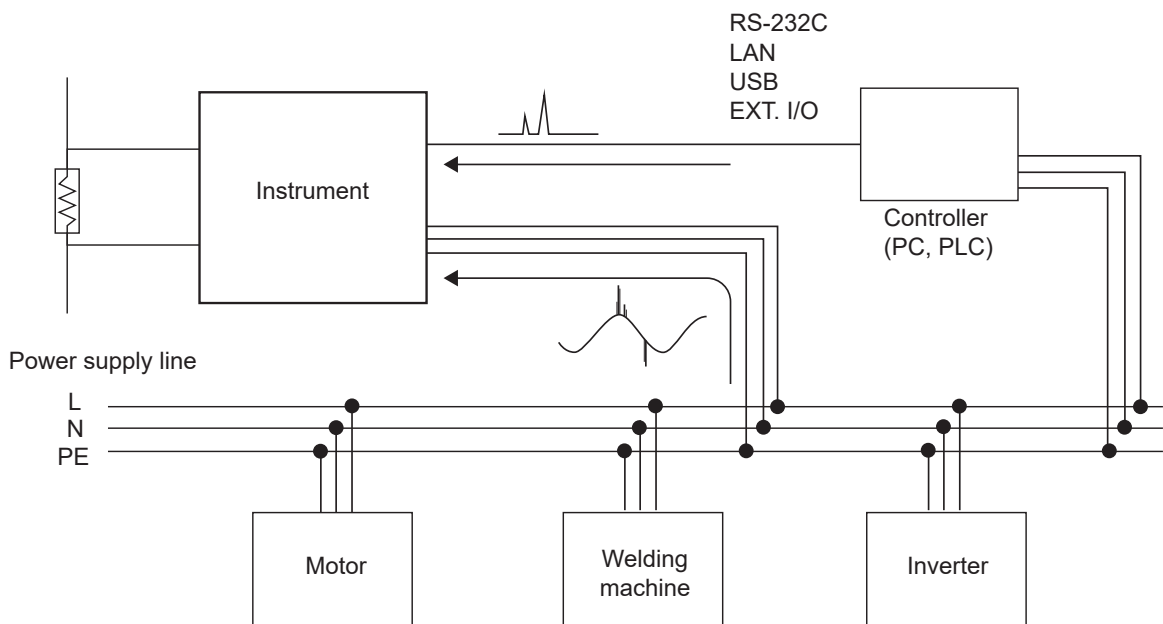 RS-232C
LAN
USB
EXT. I/O
Instrument
Controller
(PC, PLC)
Power supply line
L
N
PE
Motor
Welding
machine
Inverter